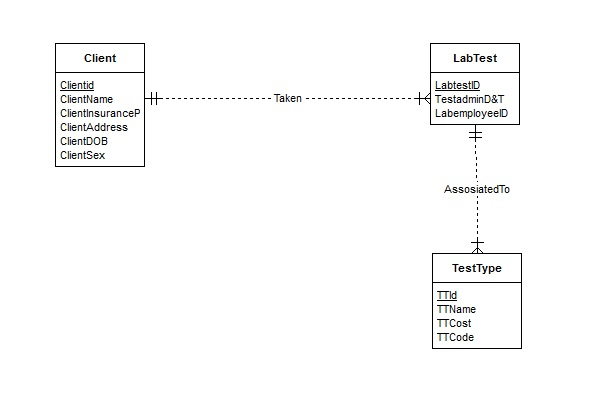 Client
Clientid
ClientName
ClientInsuranceP
ClientAddress
ClientDOB
ClientSex
Taken
LabTest
LabtestID
TestadminD&T
LabemployeeID
AssosiatedTo
TestType
TTId
TTName
TTCost
TTCode